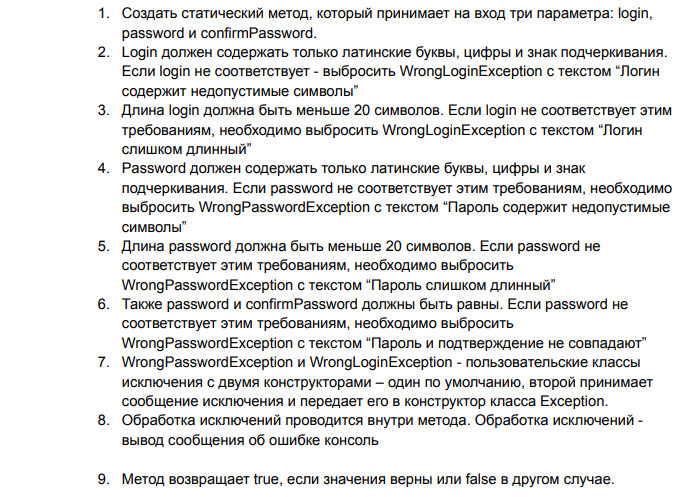 1. Создать статический метод, который принимает на вход три параметра: login,
password и confirmPassword.
2. Login должен содержать только латинские буквы, цифры и знак подчеркивания.
Если login не соответствует - выбросить WrongLoginException с текстом “Логин
содержит недопустимые символы”
3. Длина login должна быть меньше 20 символов. Если login не соответствует этим
требованиям, необходимо выбросить WrongLoginException с текстом “Логин
слишком длинный”
4. Password должен содержать только латинские буквы, цифры и знак
подчеркивания. Если password не соответствует этим требованиям, необходимо
выбросить WrongPasswordException с текстом “Пароль содержит недопустимые
символы”
5. Длина password должна быть меньше 20 символов. Если password не
соответствует этим требованиям, необходимо выбросить
WrongPasswordException с текстом “Пароль слишком длинный”
6. Также password и confirmPassword должны быть равны. Если password не
соответствует этим требованиям, необходимо выбросить
WrongPasswordException с текстом “Пароль и подтверждение не совпадают”
7. WrongPasswordException и WrongLoginException - пользовательские классы
исключения с двумя конструкторами – один по умолчанию, второй принимает
сообщение исключения и передает его в конструктор класса Exception.
8. Обработка исключений проводится внутри метода. Обработка исключений -
вывод сообщения об ошибке консоль
9. Метод возвращает true, если значения верны или false в другом случае.